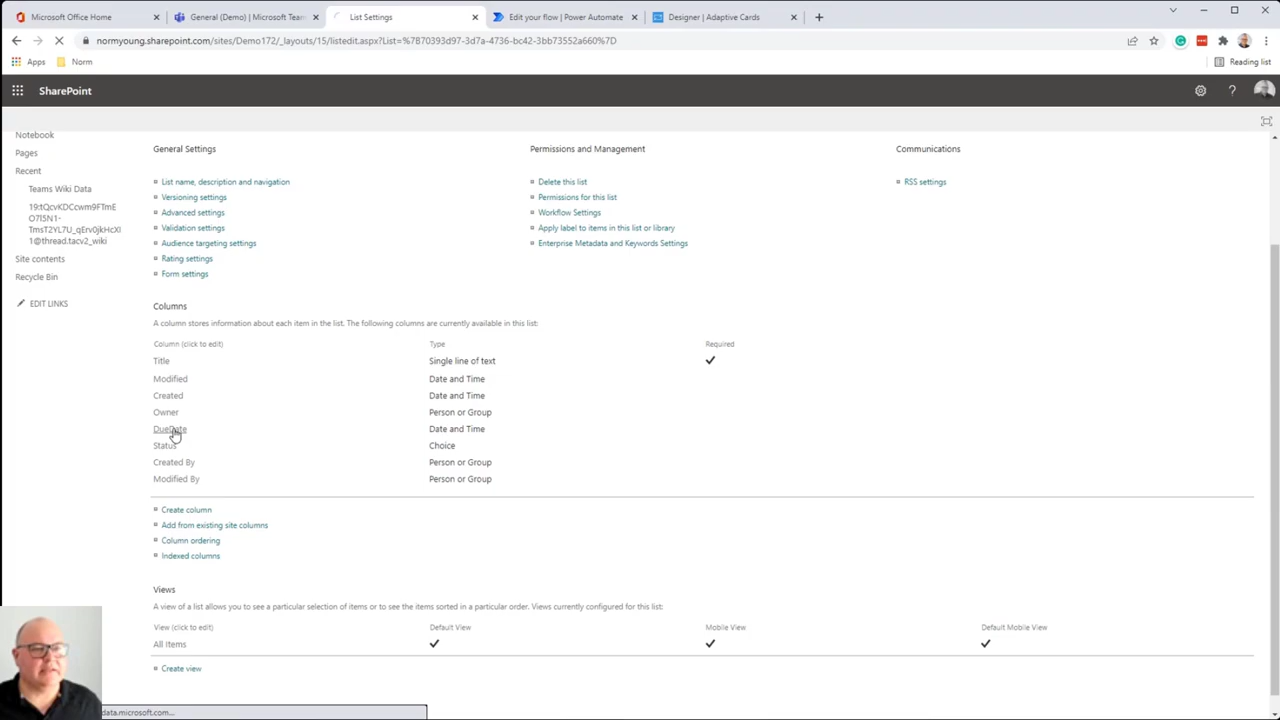 Microsoft Office Home
General (Demo) | Microsoft Team
List Settings
Edit your flow | Power Automate
Designer | Adaptive Cards
normyoung.sharepoint.com/sites/Demo172/_layouts/15/listedit.aspx?List=%7B70393d97-3d7a-4736-bc42-3bb73552a660%7D
Apps
Norm
Reading list
SharePoint
Notebook
Pages
Recent
Teams Wiki Data
19:tQcvKDCcwm9FTmE
O7l5N1-
TmsT2YL7U_qErv0jkHcXI
1@thread.tacv2_wiki
Site contents
Recycle Bin
EDIT LINKS
General Settings
Permissions and Management
Communications
List name, description and navigation
Delete this list
RSS settings
Versioning settings
Permissions for this list
Advanced settings
Workflow Settings
Validation settings
Apply label to items in this list or library
Audience targeting settings
Enterprise Metadata and Keywords Settings
Rating settings
Form settings
Columns
A column stores information about each item in the list. The following columns are currently available in this list:
Column (click to edit)
Type
Required
Title
Single line of text
Modified
Date and Time
Created
Date and Time
Owner
Person or Group
DueDate
Date and Time
Status
Choice
Created By
Person or Group
Modified By
Person or Group
Create column
Add from existing site columns
Column ordering
Indexed columns
Views
A view of a list allows you to see a particular selection of items or to see the items sorted in a particular order. Views currently configured for this list:
View (click to edit)
Default View
Mobile View
Default Mobile View
All Items
Create view
data.microsoft.com...